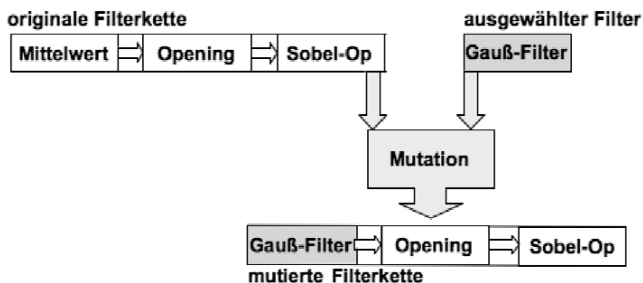 originale Filterkette
ausgewählter Filter
Mittelwert Opening Sobel-Op
Gauß-Filter
Mutation
Gauß-Filter Opening Sobel-Op
mutierte Filterkette